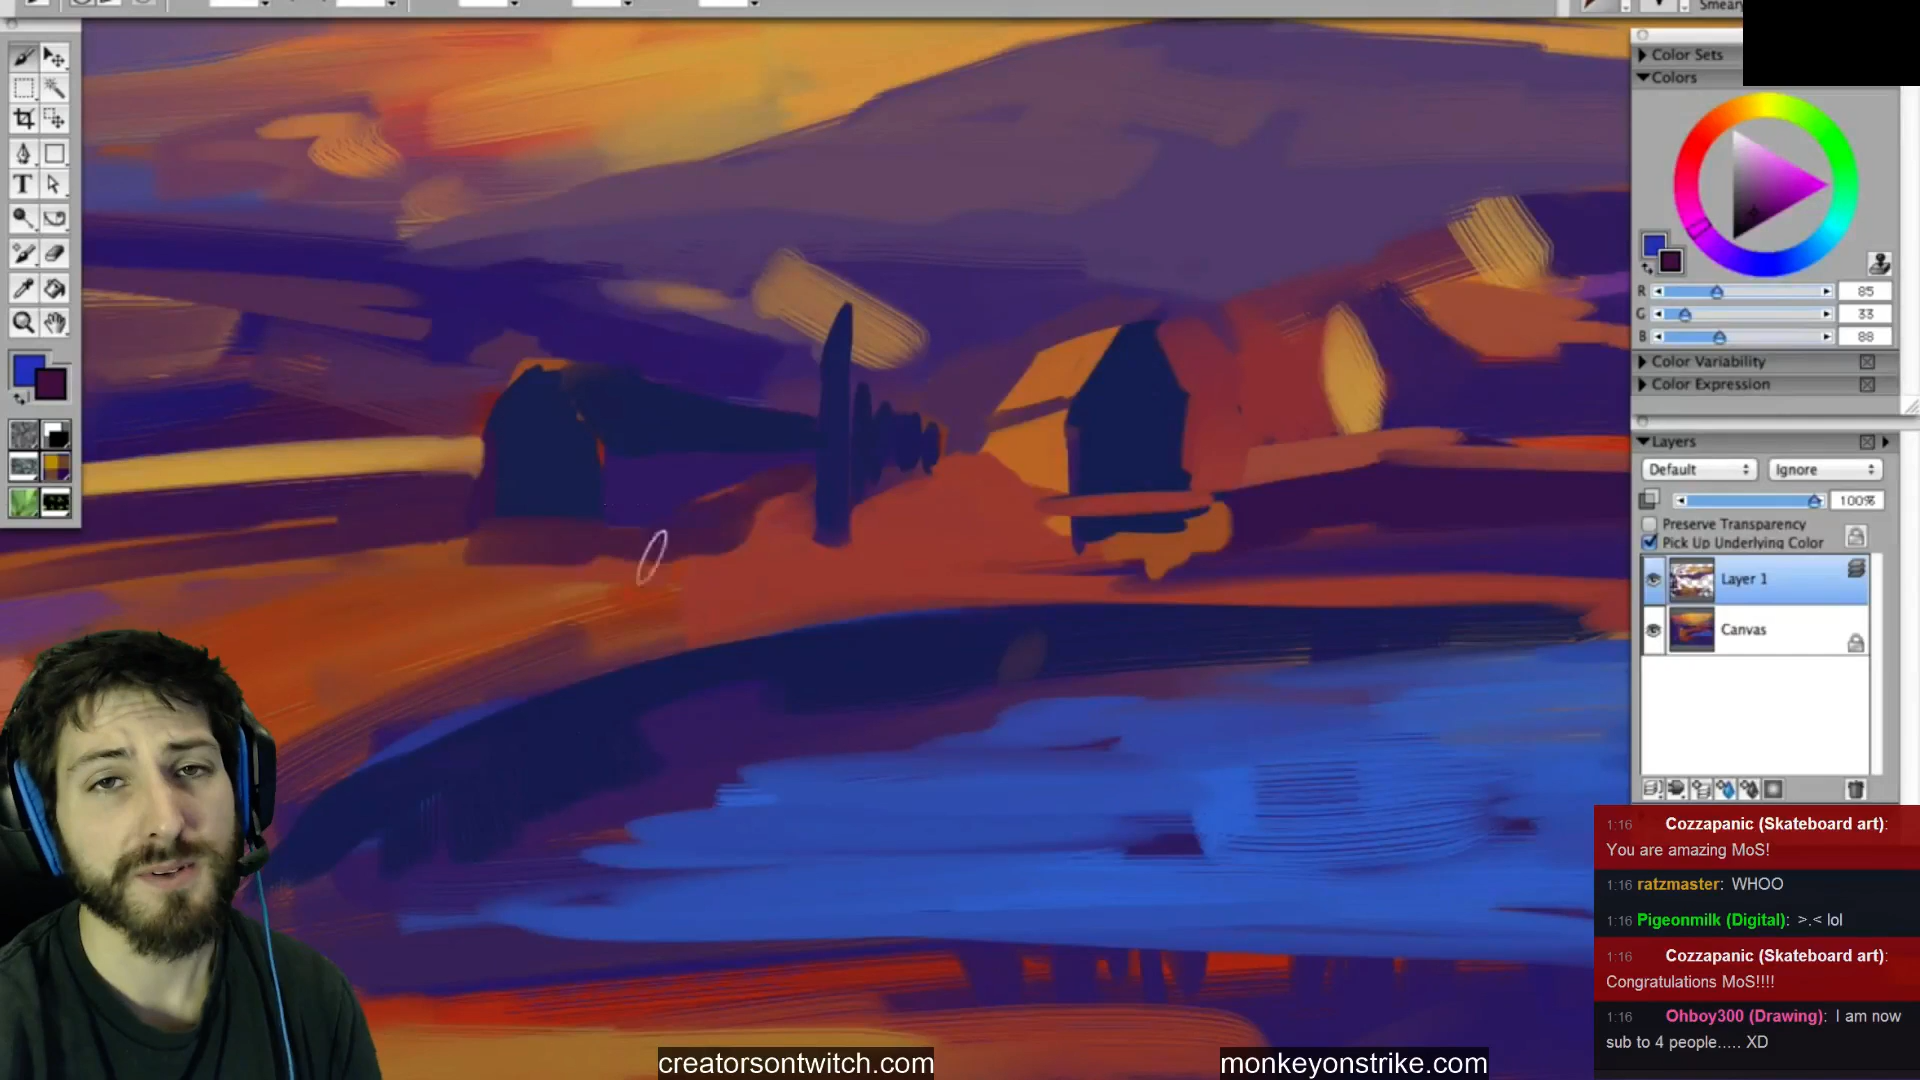 Smeary
Color Sets
Colors
R 85
G 33
B 88
Color Variability
Color Expression
Layers
Default Ignore
100%
Preserve Transparency
Pick Up Underlying Color
Layer 1
Canvas
T
1:16 Cozzapanic (Skateboard art):
You are amazing MoS!
1:16 ratzmaster: WHOO
1:16 Pigeonmilk (Digital): >.< lol
1:16 Cozzapanic (Skateboard art):
Congratulations MoS!!!!
1:16 Ohboy300 (Drawing): I am now
sub to 4 people..... XD
creatorsontwitch.com
monkeyonstrike.com